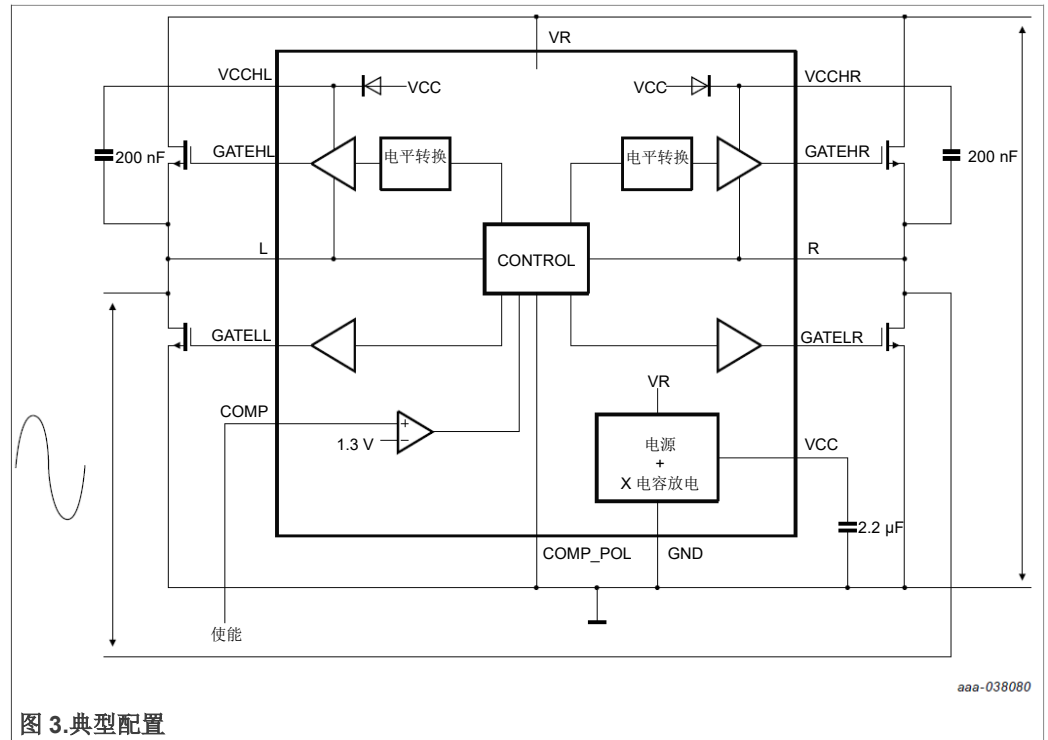 VR
VCCHL
VCC
VCC
VCCHR
200 nF
GATEHL
电平转换
电平转换
GATEHR
200 nF
L
CONTROL
R
GATELL
GATELR
VR
COMP
+
1.3 V
−
电源
+
X 电容放电
VCC
2.2 µF
COMP_POL
GND
使能
aaa-038080
图 3.典型配置